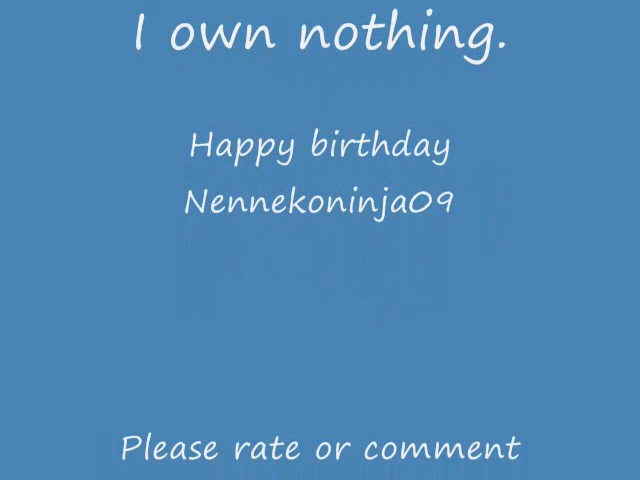 I own nothing.
Happy birthday
Nennekoninja09
Please rate or comment